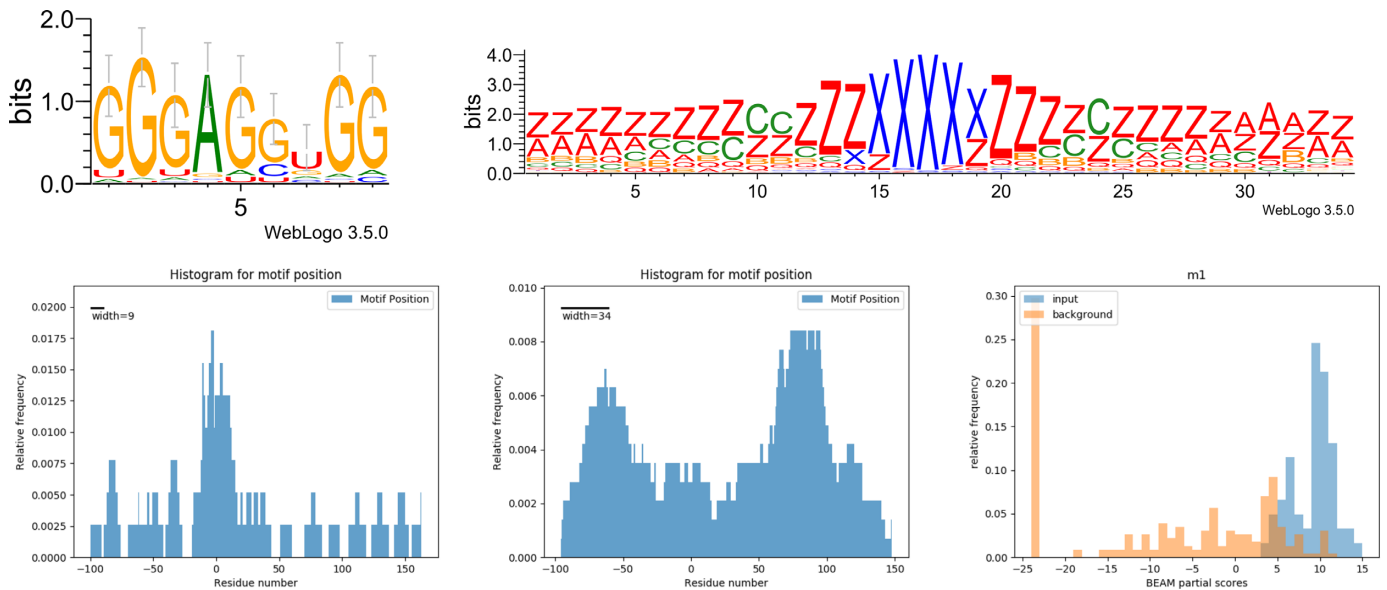 2.0
bits
1.0
0.0
GGGAGGUGG
5
WebLogo 3.5.0
4.0
3.0
bits
2.0
1.0
0.0
ZZZZZZZZZCCZZZXXXXXZZZZCZZZZZAAAZZ
5 10 15 20 25 30
WebLogo 3.5.0
Histogram for motif position
Motif Position
width=9
Relative frequency
0.0200
0.0175
0.0150
0.0125
0.0100
0.0075
0.0050
0.0025
0.0000
−100 −50 0 50 100 150
Residue number
Histogram for motif position
Motif Position
width=34
Relative frequency
0.010
0.008
0.006
0.004
0.002
0.000
−100 −50 0 50 100 150
Residue number
m1
input
background
relative frequency
0.30
0.25
0.20
0.15
0.10
0.05
0.00
−25 −20 −15 −10 −5 0 5 10 15
BEAM partial scores